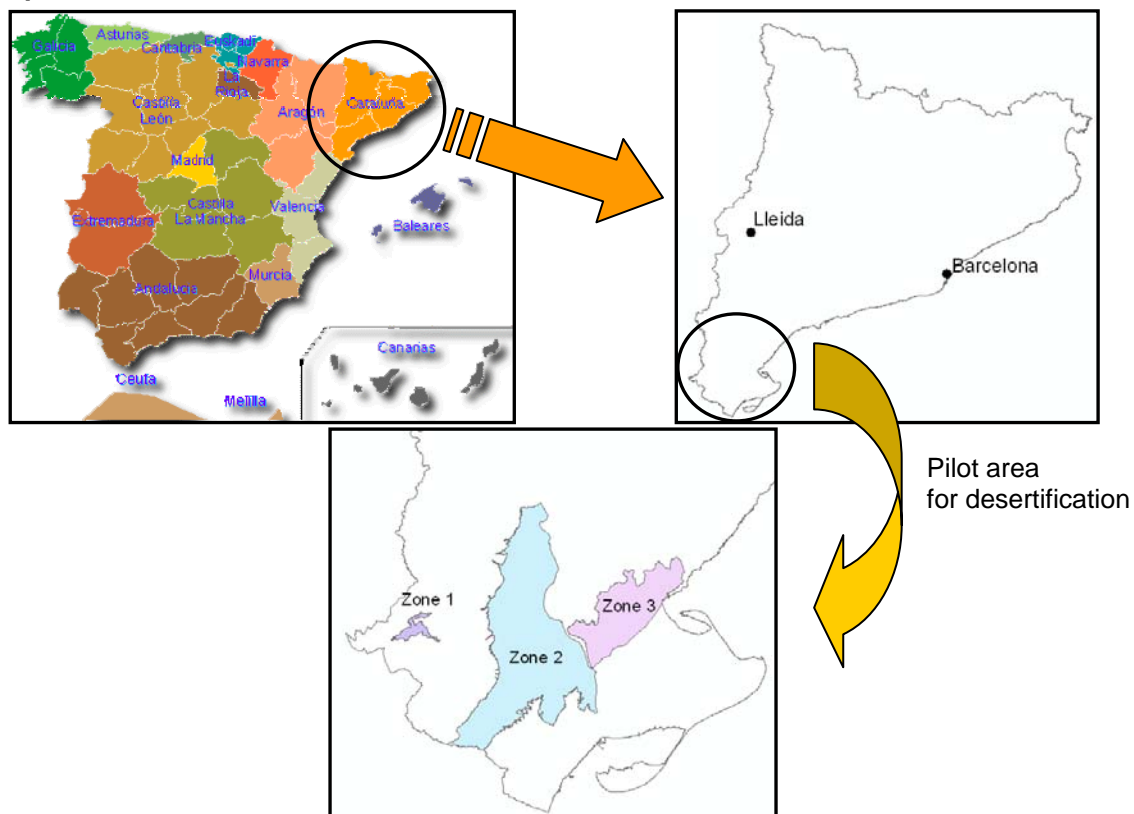 Asturias
Galicia
Cantabria
Euskadi
Navarra
La
Rioja
Castilla
León
Aragón
Cataluña
Madrid
Castilla
La Mancha
Extremadura
Valencia
Baleares
Murcia
Andalucia
Canarias
Ceuta
Melilla
Lleida
Barcelona
Pilot area
for desertification
Zone 1
Zone 2
Zone 3